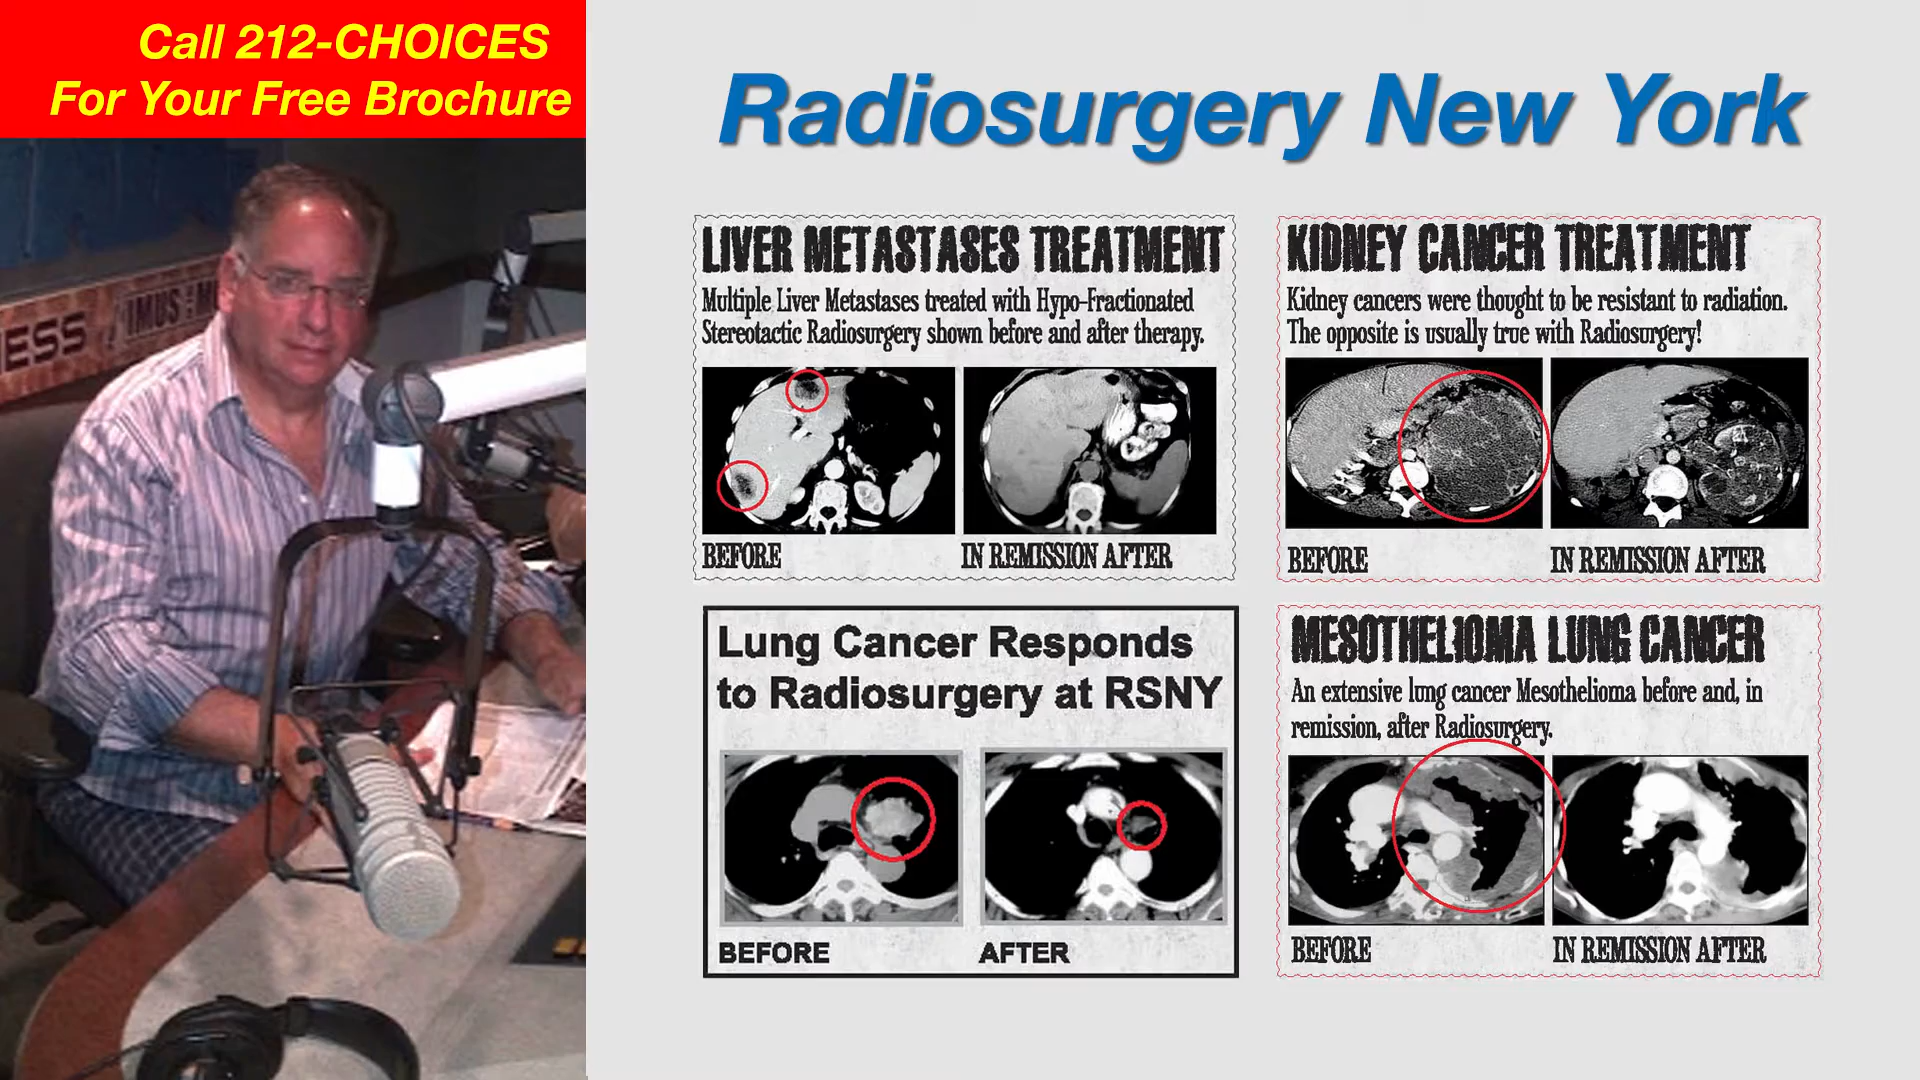 Call 212-CHOICES
For Your Free Brochure
Radiosurgery New York
LIVER METASTASES TREATMENT
Multiple Liver Metastases treated with Hypo-Fractionated
Stereotactic Radiosurgery shown before and after therapy.
BEFORE
IN REMISSION AFTER
KIDNEY CANCER TREATMENT
Kidney cancers were thought to be resistant to radiation.
The opposite is usually true with Radiosurgery!
BEFORE
IN REMISSION AFTER
Lung Cancer Responds
to Radiosurgery at RSNY
BEFORE
AFTER
MESOTHELIOMA LUNG CANCER
An extensive lung cancer Mesothelioma before and, in
remission, after Radiosurgery.
BEFORE
IN REMISSION AFTER
NESS
IMUS